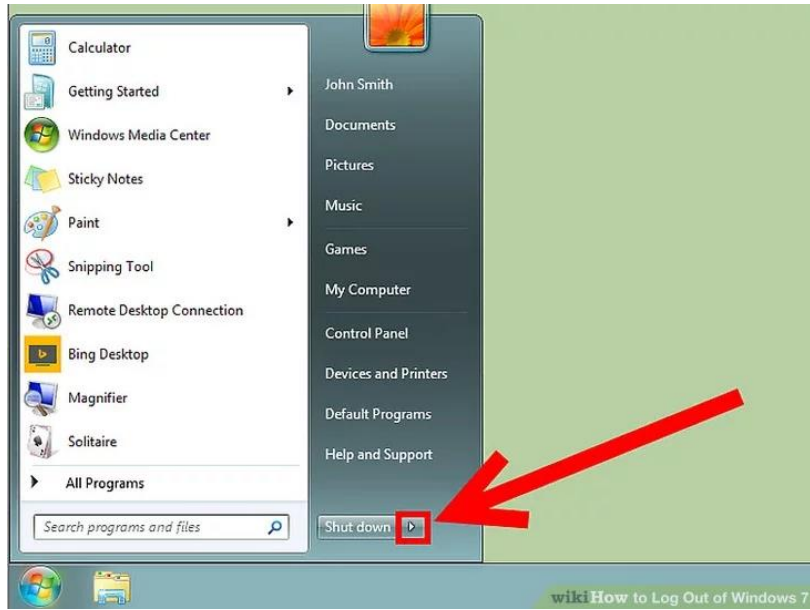 Calculator
Getting Started
Windows Media Center
Sticky Notes
Paint
Snipping Tool
Remote Desktop Connection
Bing Desktop
Magnifier
Solitaire
All Programs
Search programs and files
John Smith
Documents
Pictures
Music
Games
My Computer
Control Panel
Devices and Printers
Default Programs
Help and Support
Shut down
wikiHow to Log Out of Windows 7